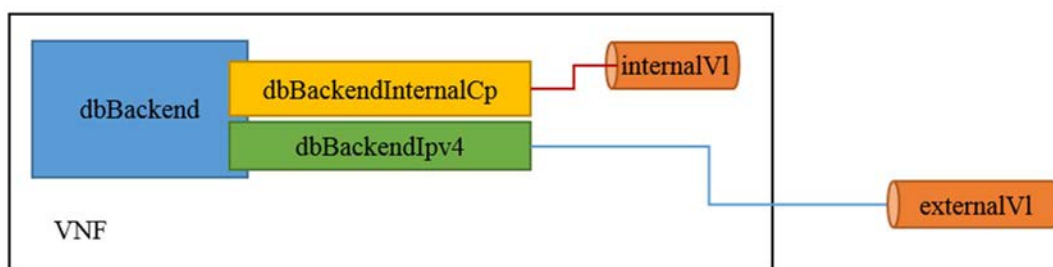 dbBackend
dbBackendInternalCp
internalVl
dbBackendIpv4
externalVl
VNF